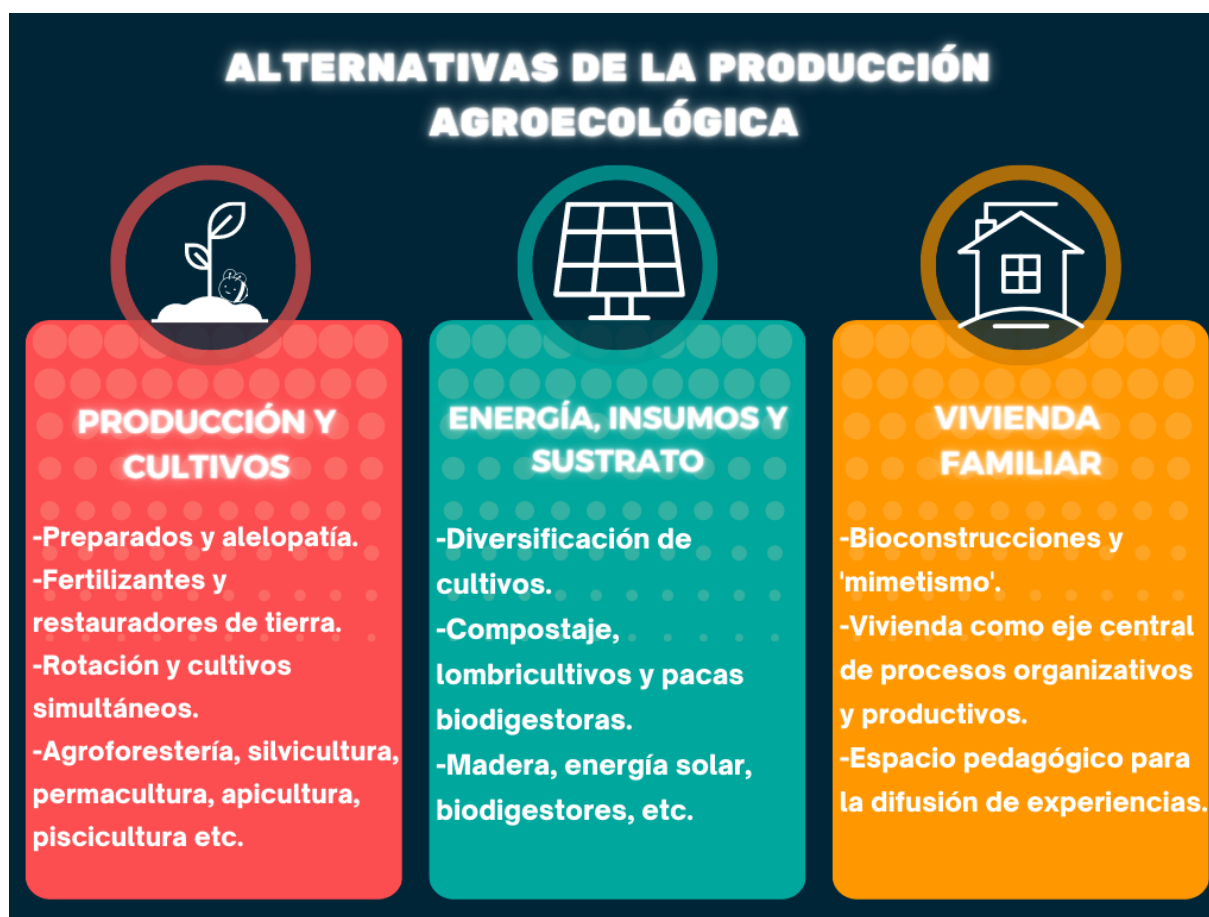 ALTERNATIVAS DE LA PRODUCCIÓN
AGROECOLÓGICA
PRODUCCIÓN Y
CULTIVOS
-Preparados y alelopatía.
-Fertilizantes y
restauradores de tierra.
-Rotación y cultivos
simultáneos.
-Agroforestería, silvicultura,
permacultura, apicultura,
piscicultura etc.
ENERGÍA, INSUMOS Y
SUSTRATO
-Diversificación de
cultivos.
-Compostaje,
lombricultivos y pacas
biodigestoras.
-Madera, energía solar,
biodigestores, etc.
VIVIENDA
FAMILIAR
-Bioconstrucciones y
'mimetismo'.
-Vivienda como eje central
de procesos organizativos
y productivos.
-Espacio pedagógico para
la difusión de experiencias.